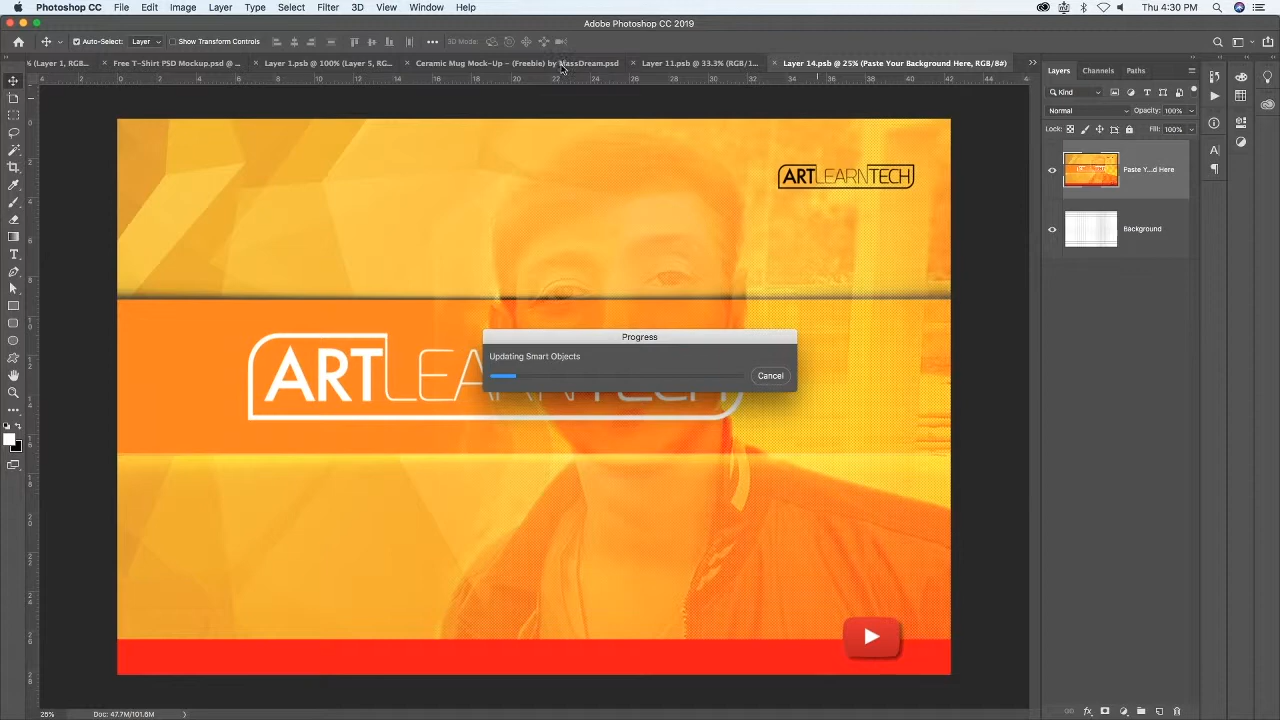 Photoshop CC File Edit Image Layer Type Select Filter 3D View Window Help Thu 4:30 PM
Adobe Photoshop CC 2019
Auto-Select: Layer Show Transform Controls 3D Mode:
% (Layer 1, RGB... Free T-Shirt PSD Mockup.psd @ ... Layer 1.psb @ 100% (Layer 5, RG... Ceramic Mug Mock-Up – (Freebie) by MassDream.psd Layer 11.psb @ 33.3% (RGB/1... Layer 14.psb @ 25% (Paste Your Background Here, RGB/8#)
Layers Channels Paths
Kind
Normal Opacity: 100%
Lock: Fill: 100%
Paste Y...d Here
Background
ARTLEARNTECH
Progress
Updating Smart Objects
Cancel
ARTLEARNTECH
25% Doc: 47.7M/101.6M